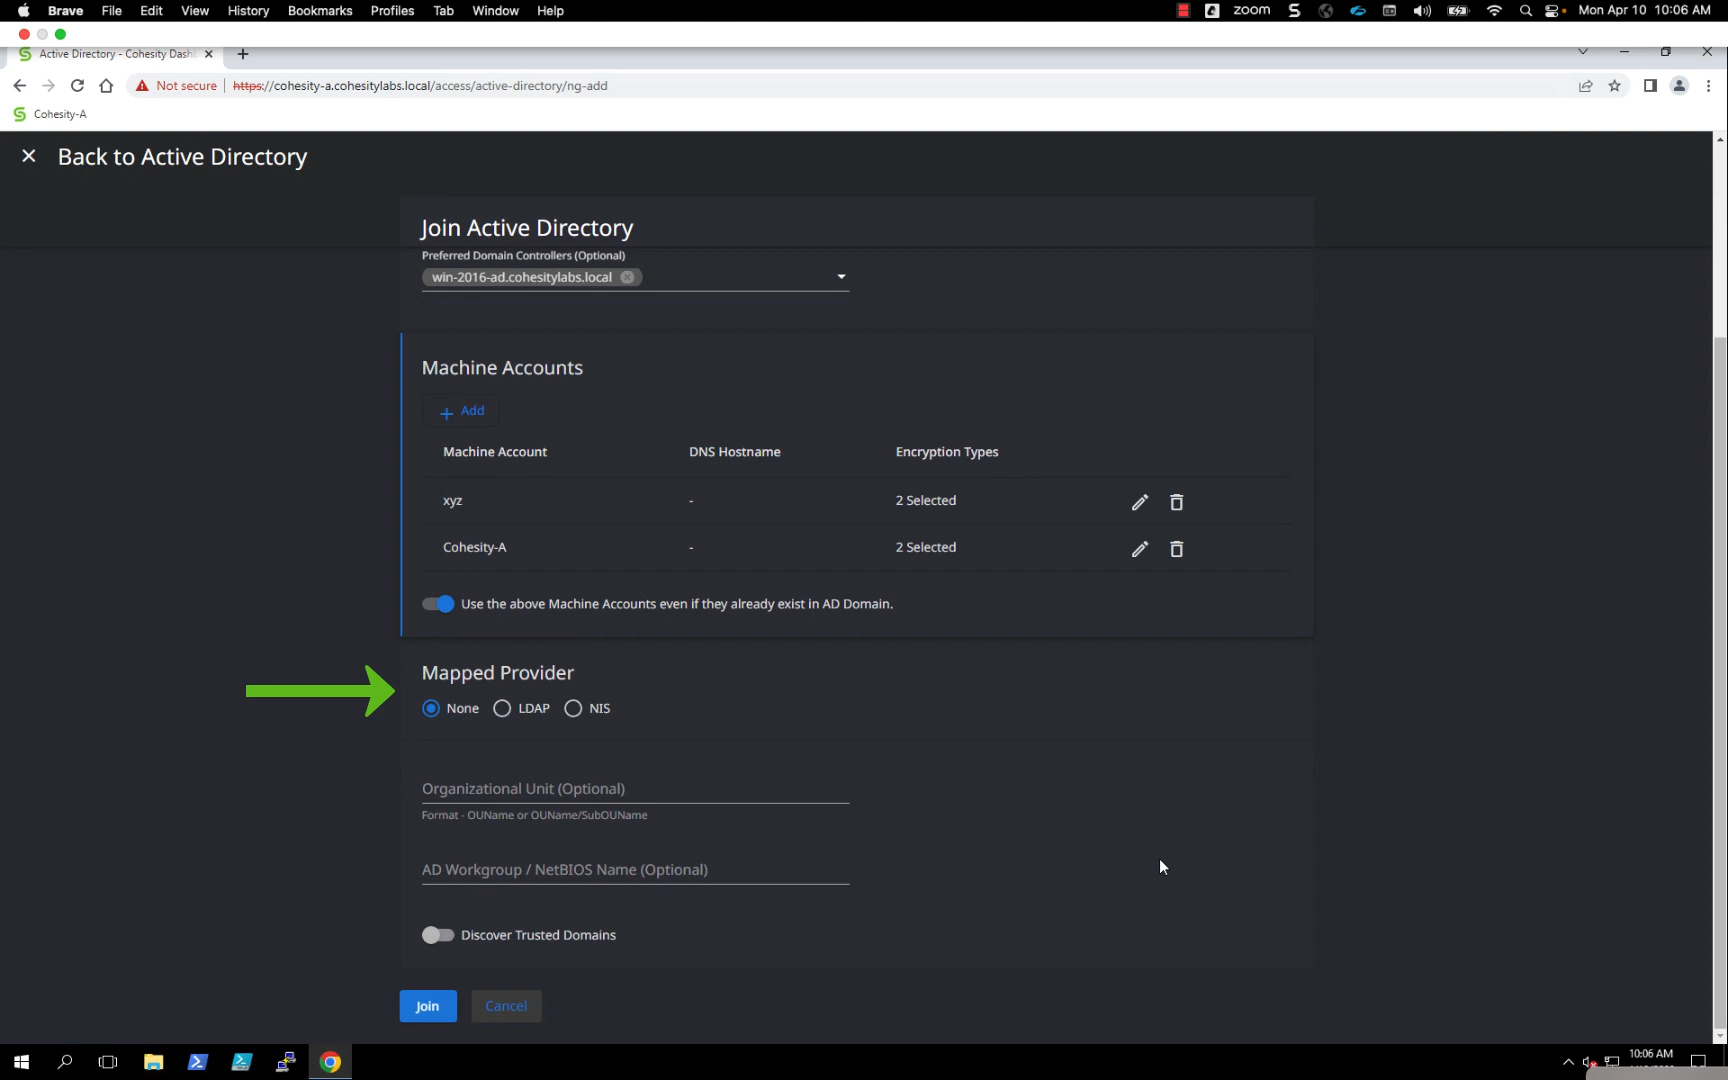 Brave File Edit View History Bookmarks Profiles Tab Window Help zoom Mon Apr 10 10:06 AM
Active Directory - Cohesity Dash
Not secure https://cohesity-a.cohesitylabs.local/access/active-directory/ng-add
Cohesity-A
Back to Active Directory
Join Active Directory
Preferred Domain Controllers (Optional)
win-2016-ad.cohesitylabs.local
Machine Accounts
+ Add
Machine Account DNS Hostname Encryption Types
xyz - 2 Selected
Cohesity-A - 2 Selected
Use the above Machine Accounts even if they already exist in AD Domain.
Mapped Provider
None LDAP NIS
Organizational Unit (Optional)
Format - OUName or OUName/SubOUName
AD Workgroup / NetBIOS Name (Optional)
Discover Trusted Domains
Join Cancel
10:06 AM